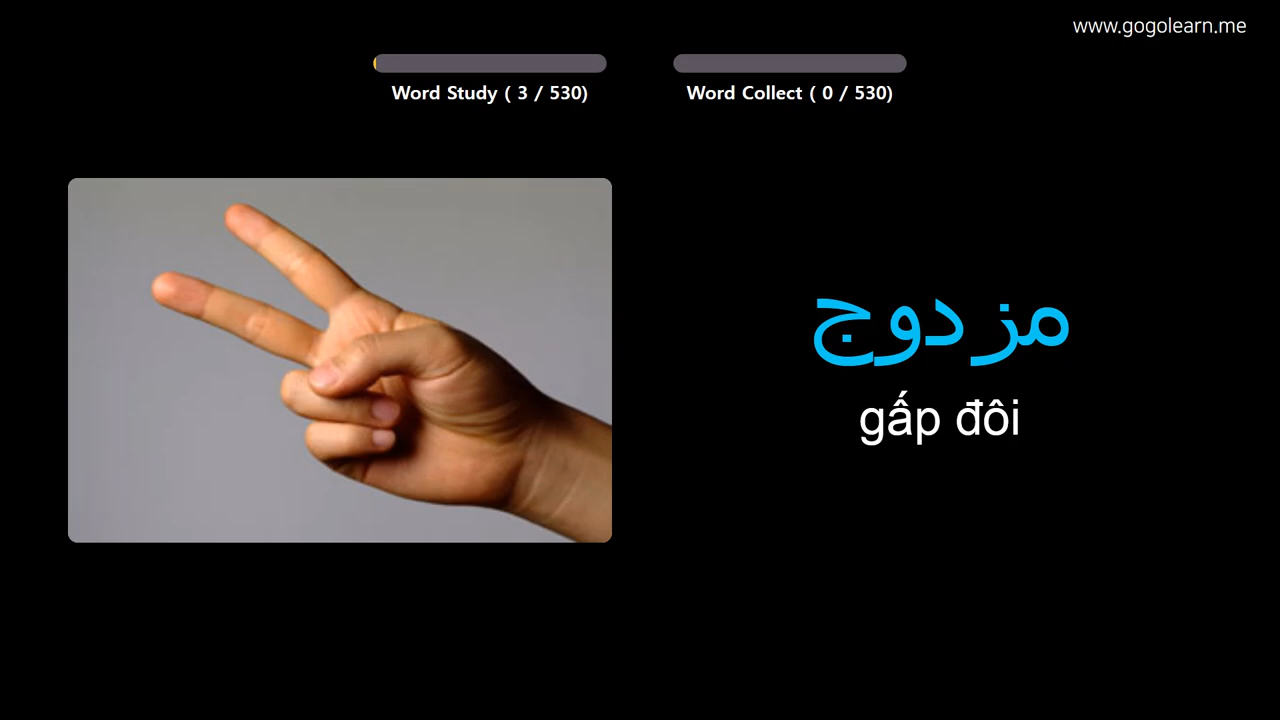 www.gogolearn.me
Word Study ( 3 / 530)
Word Collect ( 0 / 530)
مزدوج
gấp đôi